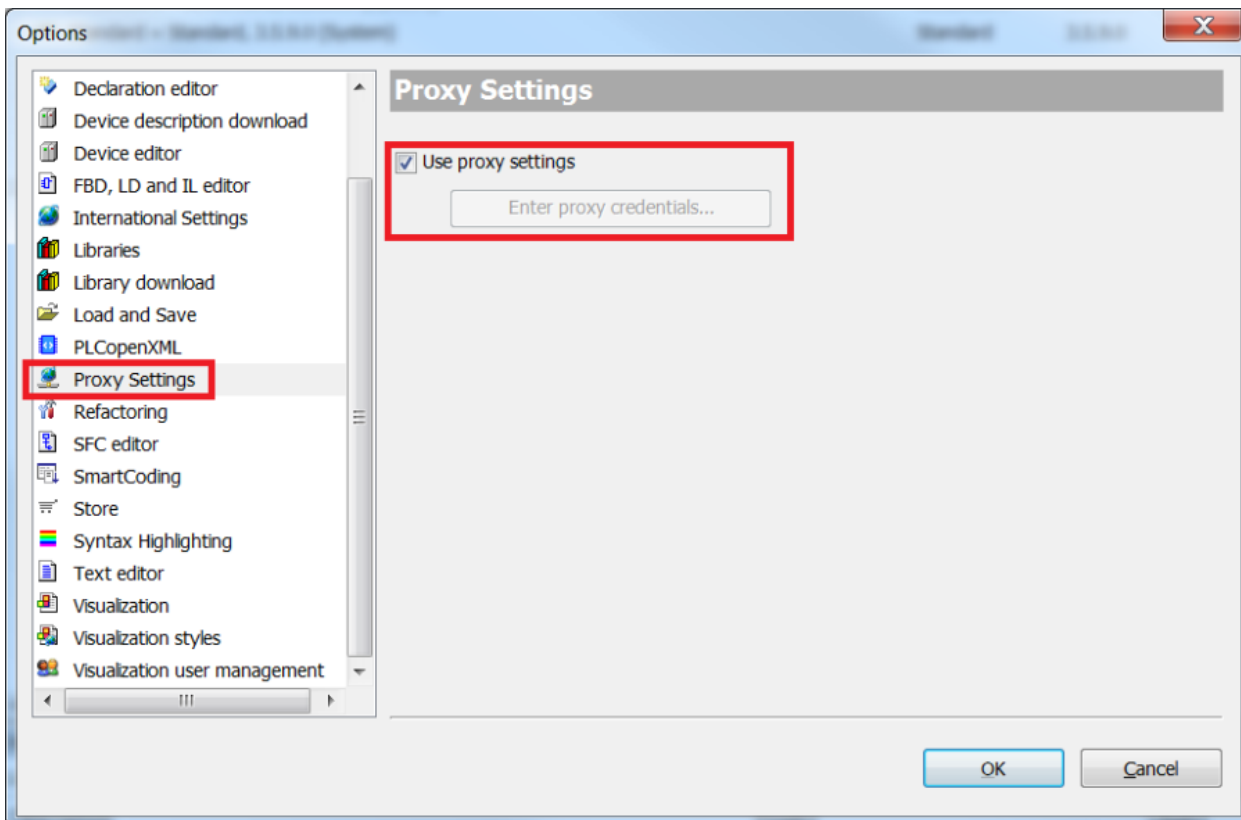 Options
Declaration editor
Device description download
Device editor
FBD, LD and IL editor
International Settings
Libraries
Library download
Load and Save
PLCopenXML
Proxy Settings
Refactoring
SFC editor
SmartCoding
Store
Syntax Highlighting
Text editor
Visualization
Visualization styles
Visualization user management
Proxy Settings
Use proxy settings
Enter proxy credentials...
OK
Cancel